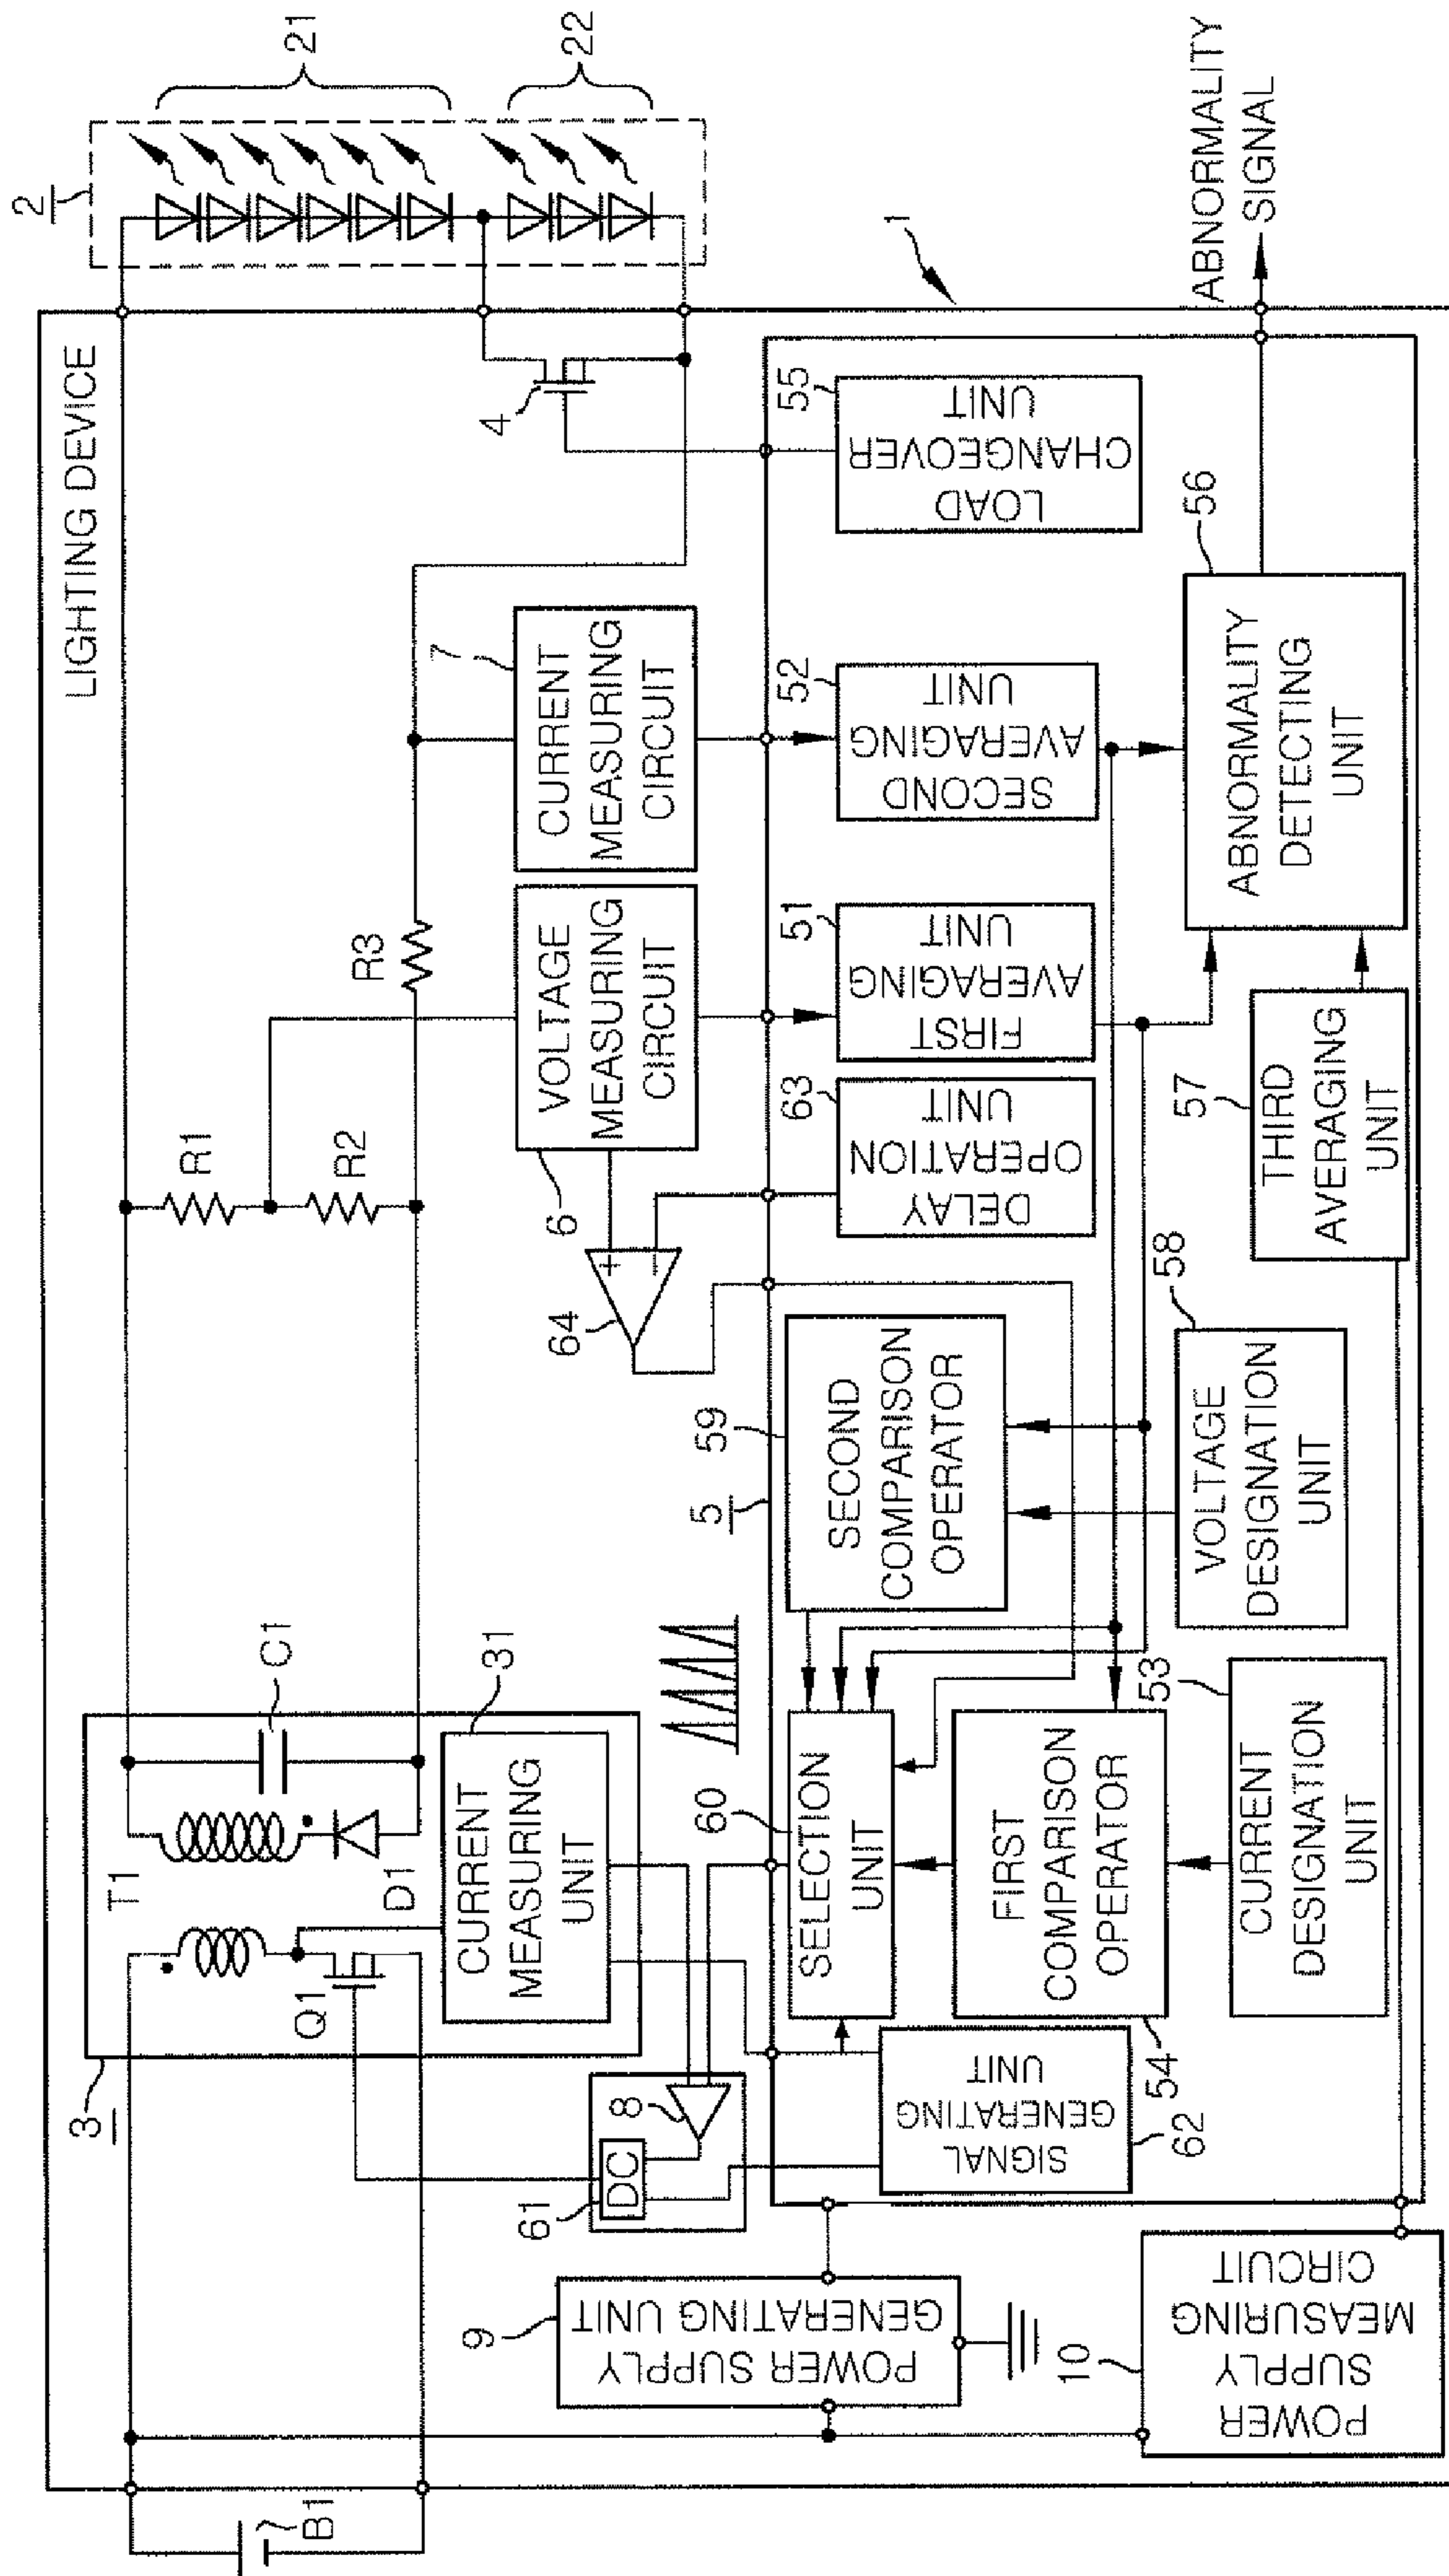 LIGHTING DEVICE
2
21
22
1
ABNORMALITY
SIGNAL
3
T1
C1
D1
Q1
31
CURRENT
MEASURING
UNIT
B1
R1
R2
R3
4
6
VOLTAGE
MEASURING
CIRCUIT
7
CURRENT
MEASURING
CIRCUIT
64
+
−
61
DC
8
5
9
POWER SUPPLY
GENERATING UNIT
10
POWER
SUPPLY
MEASURING
CIRCUIT
62
SIGNAL
GENERATING
UNIT
60
SELECTION
UNIT
59
SECOND
COMPARISON
OPERATOR
54
FIRST
COMPARISON
OPERATOR
53
CURRENT
DESIGNATION
UNIT
58
VOLTAGE
DESIGNATION
UNIT
63
DELAY
OPERATION
UNIT
51
FIRST
AVERAGING
UNIT
52
SECOND
AVERAGING
UNIT
55
LOAD
CHANGEOVER
UNIT
57
THIRD
AVERAGING
UNIT
56
ABNORMALITY
DETECTING
UNIT